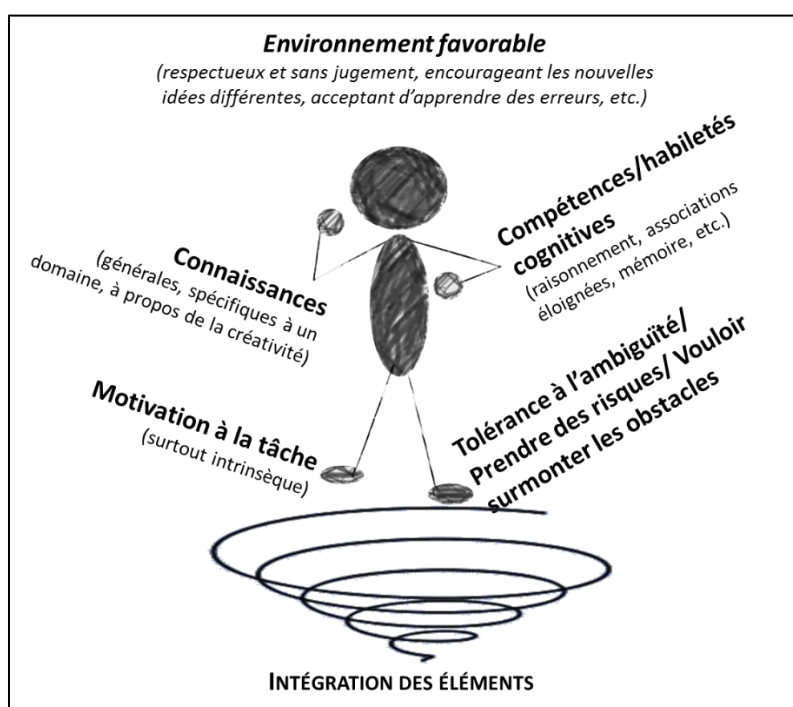 Environnement favorable
(respectueux et sans jugement, encourageant les nouvelles
idées différentes, acceptant d'apprendre des erreurs, etc.)
Connaissances
(générales, spécifiques à un
domaine, à propos de la créativité)
Compétences/habiletés
cognitives
(raisonnement, associations
éloignées, mémoire, etc.)
Motivation à la tâche
(surtout intrinsèque)
Tolérance à l'ambiguïté/
Prendre des risques/ Vouloir
surmonter les obstacles
INTÉGRATION DES ÉLÉMENTS